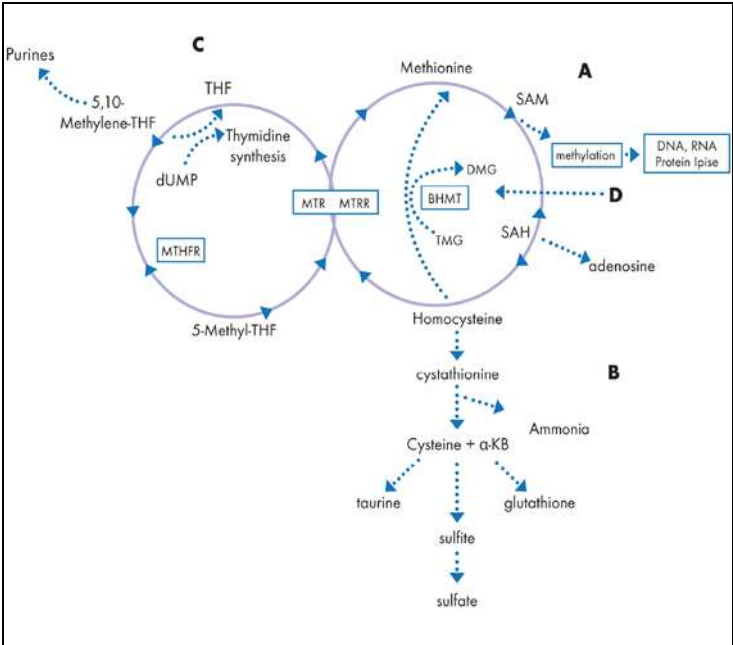 C
Purines
THF
5,10-
Methylene-THF
Thymidine
synthesis
dUMP
MTHFR
5-Methyl-THF
MTR
MTRR
Methionine
A
SAM
methylation
DNA, RNA
Protein lpise
DMG
BHMT
D
TMG
SAH
adenosine
Homocysteine
cystathionine
B
Ammonia
Cysteine + α-KB
taurine
glutathione
sulfite
sulfate